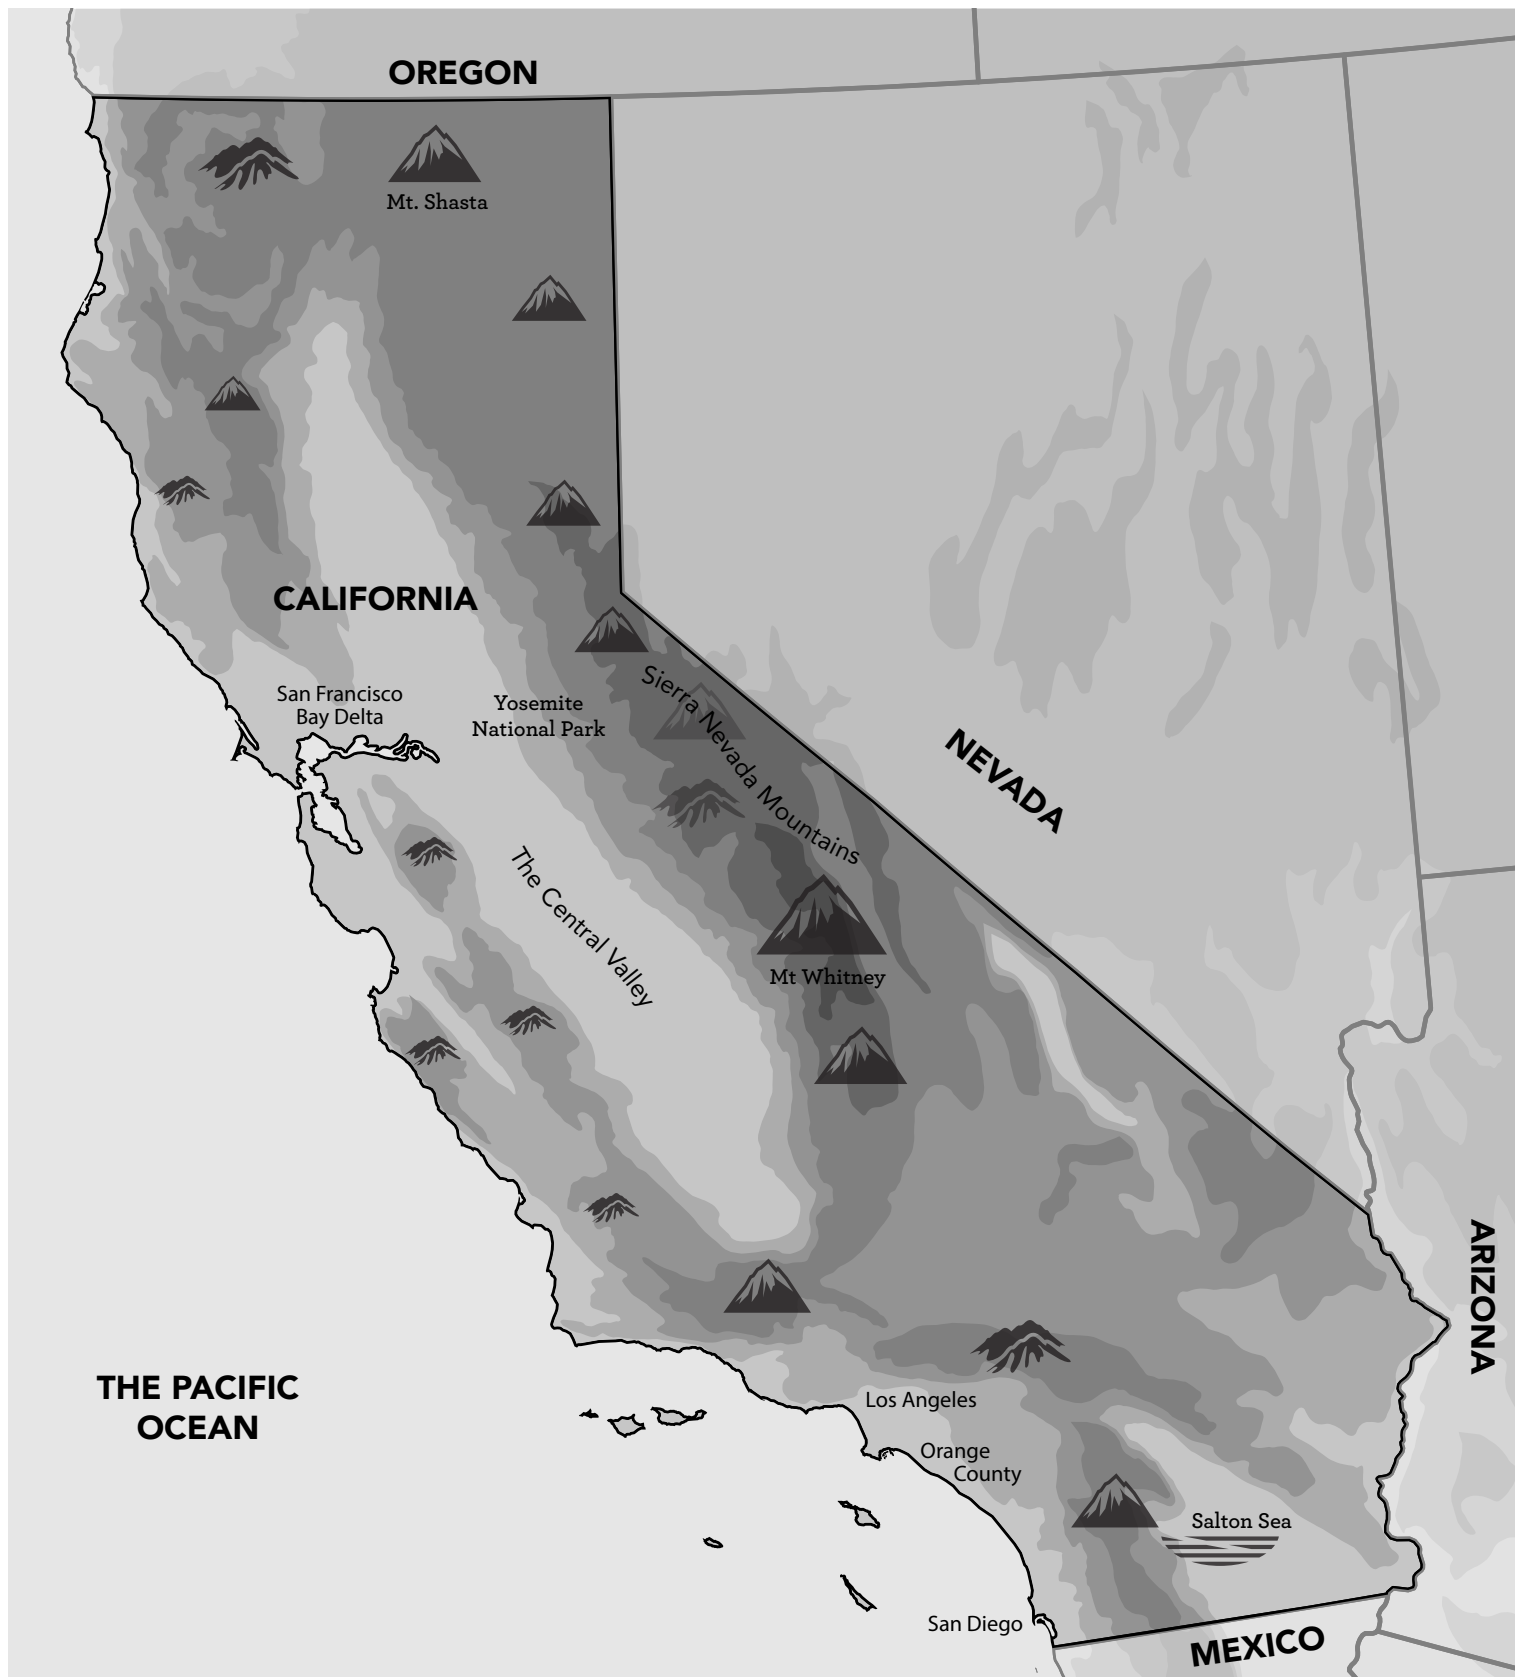 OREGON
Mt. Shasta
CALIFORNIA
San Francisco
Bay Delta
Yosemite
National Park
Sierra Nevada Mountains
NEVADA
The Central Valley
Mt Whitney
ARIZONA
THE PACIFIC
OCEAN
Los Angeles
Orange
County
Salton Sea
San Diego
MEXICO